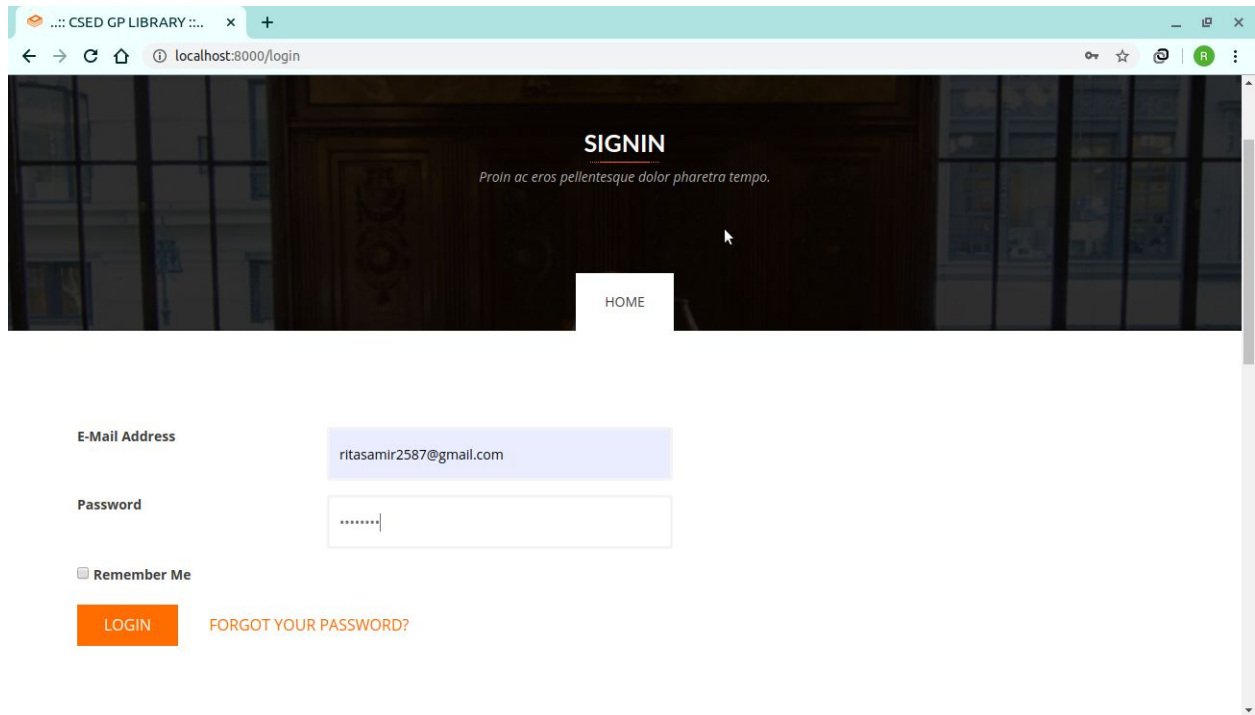 ..:: CSED GP LIBRARY ::..
localhost:8000/login
R
SIGNIN
Proin ac eros pellentesque dolor pharetra tempo.
HOME
E-Mail Address
ritasamir2587@gmail.com
Password
••••••••
Remember Me
LOGIN FORGOT YOUR PASSWORD?